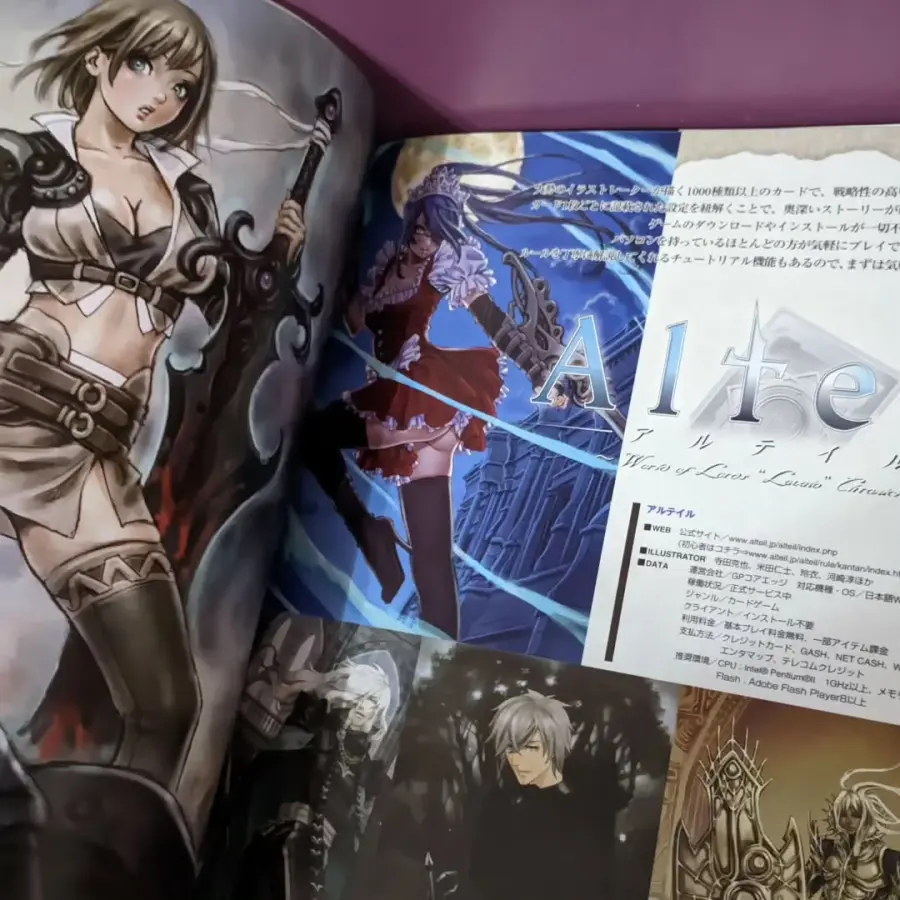 大勢のイラストレーターが描く1000種類以上のカードで、戦略性の高い
カード1枚ごとに記載された設定を紐解くことで、奥深いストーリーが
ゲームのダウンロードやインストールが一切不
パソコンを持っているほとんどの方が気軽にプレイで
ルールを丁寧に解説してくれるチュートリアル機能もあるので、まずは気
Alte
アルテイル
World of Lords "Lavato" Chronic
アルテイル
■WEB 公式サイト／www.alteil.jp/alteil/index.php
(初心者はコチラ⇒www.alteil.jp/alteil/rule/kantan/index.h
■ILLUSTRATOR 寺田克也、米田仁士、玲衣、河崎淳ほか
■DATA 運営会社／GPコアエッジ 対応機種・OS／日本語W
稼働状況／正式サービス中
ジャンル／カードゲーム
クライアント／インストール不要
利用料金／基本プレイ料金無料、一部アイテム課金
支払方法／クレジットカード、GASH、NET CASH、W
エンタマップ、テレコムクレジット
推奨環境／CPU：Intel® Pentium®II 1GHz以上、メモ
Flash：Adobe Flash Player8以上